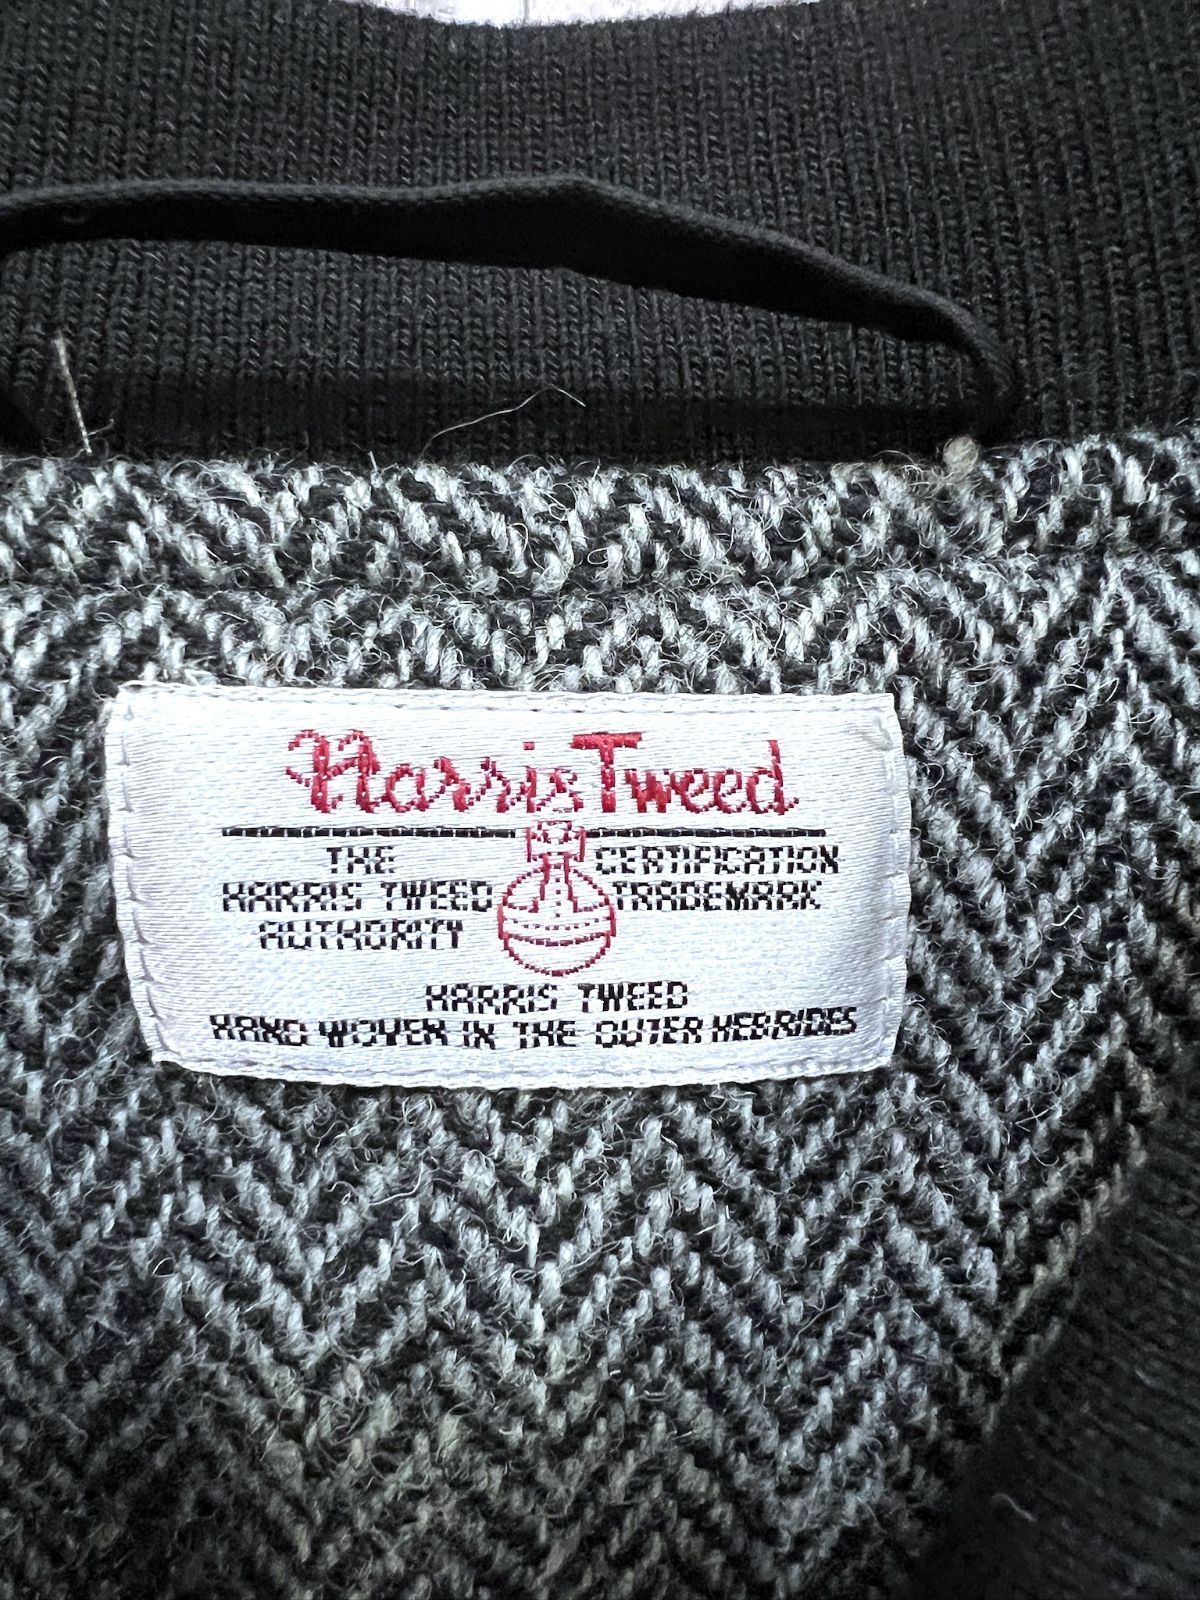 Harris Tweed
THE
HARRIS TWEED
AUTHORITY
CERTIFICATION
TRADEMARK
HARRIS TWEED
HAND WOVEN IN THE OUTER HEBRIDES